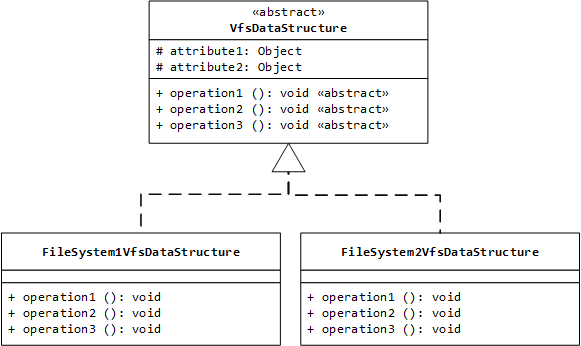 «abstract»
VfsDataStructure
# attribute1: Object
# attribute2: Object
+ operation1 (): void «abstract»
+ operation2 (): void «abstract»
+ operation3 (): void «abstract»
FileSystem1VfsDataStructure
+ operation1 (): void
+ operation2 (): void
+ operation3 (): void
FileSystem2VfsDataStructure
+ operation1 (): void
+ operation2 (): void
+ operation3 (): void